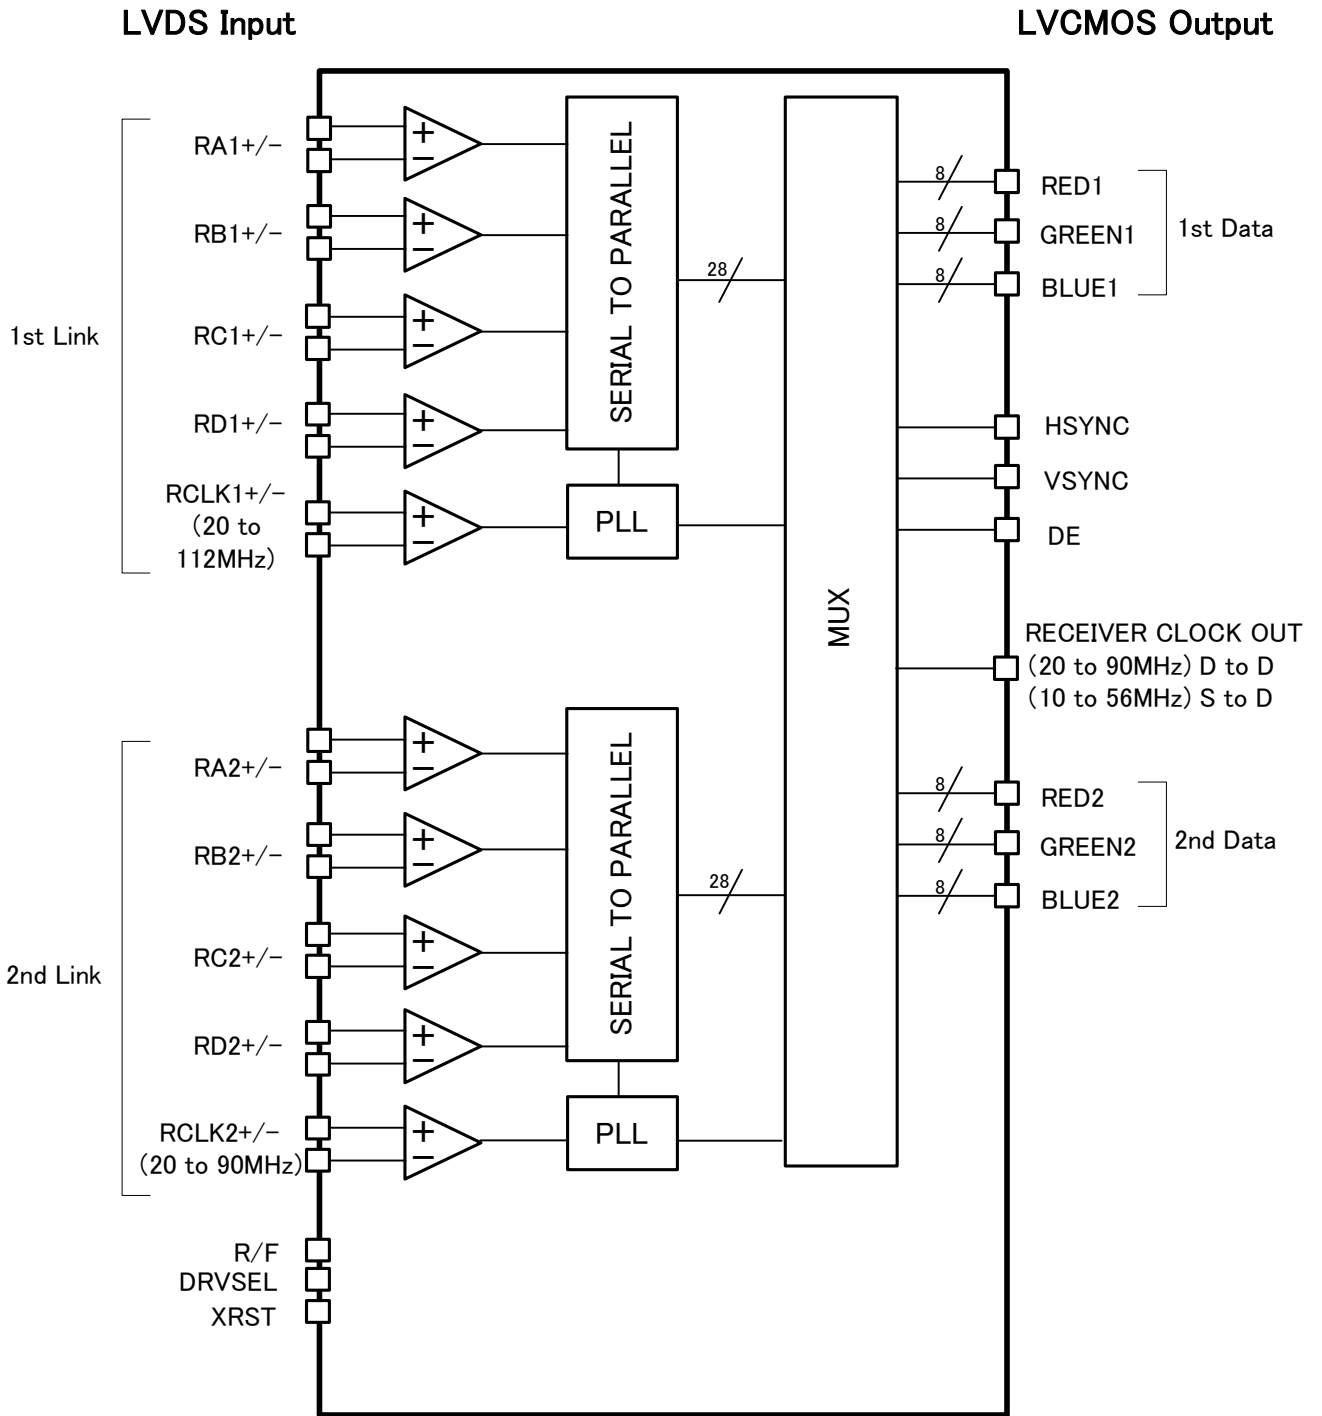 LVDS Input
LVCMOS Output
1st Link
RA1+/-
RB1+/-
RC1+/-
RD1+/-
RCLK1+/-
(20 to
112MHz)
+
−
+
−
+
−
+
−
+
−
SERIAL TO PARALLEL
PLL
28
MUX
8
RED1
8
GREEN1
8
BLUE1
1st Data
HSYNC
VSYNC
DE
RECEIVER CLOCK OUT
(20 to 90MHz) D to D
(10 to 56MHz) S to D
2nd Link
RA2+/-
RB2+/-
RC2+/-
RD2+/-
RCLK2+/-
(20 to 90MHz)
+
−
+
−
+
−
+
−
+
−
SERIAL TO PARALLEL
PLL
28
8
RED2
8
GREEN2
8
BLUE2
2nd Data
R/F
DRVSEL
XRST